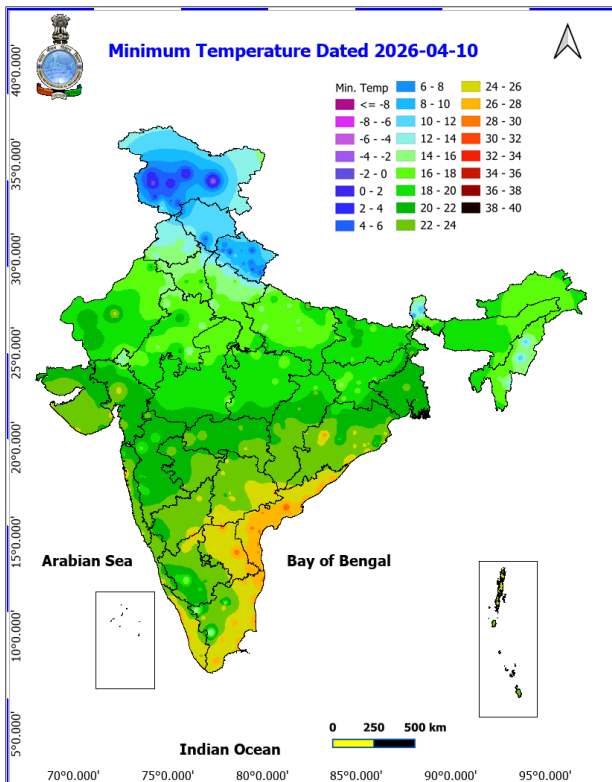 Minimum Temperature Dated 2026-04-10
Min. Temp
<= -8
-8 - -6
-6 - -4
-4 - -2
-2 - 0
0 - 2
2 - 4
4 - 6
6 - 8
8 - 10
10 - 12
12 - 14
14 - 16
16 - 18
18 - 20
20 - 22
22 - 24
24 - 26
26 - 28
28 - 30
30 - 32
32 - 34
34 - 36
36 - 38
38 - 40
40°0.000'
35°0.000'
30°0.000'
25°0.000'
20°0.000'
15°0.000'
10°0.000'
5°0.000'
Arabian Sea
Bay of Bengal
0 250 500 km
Indian Ocean
70°0.000' 75°0.000' 80°0.000' 85°0.000' 90°0.000' 95°0.000'